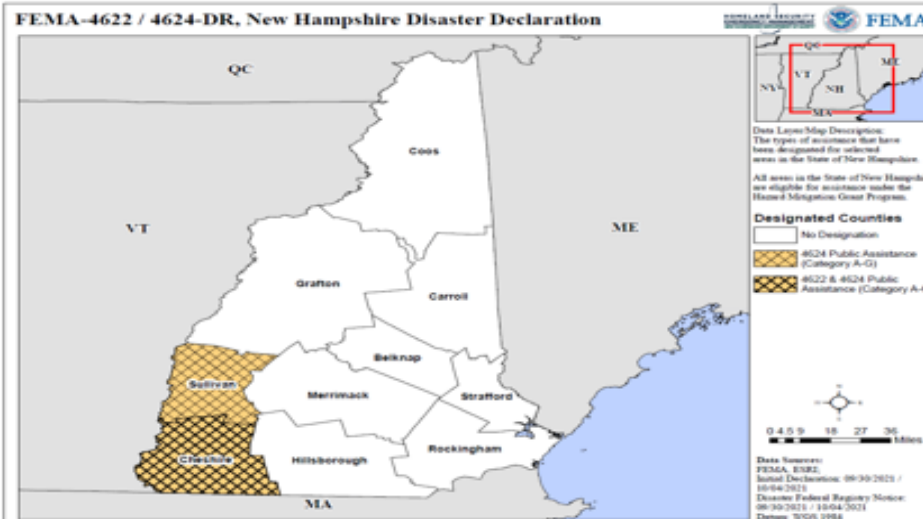 FEMA-4622 / 4624-DR, New Hampshire Disaster Declaration
HOMELAND SECURITY
FEMA
QC
VT
ME
Coos
Grafton
Carroll
Belknap
Sullivan
Merrimack
Strafford
Cheshire
Hillsborough
Rockingham
MA
QC
ME
VT
NY
NH
MA
Data Layer/Map Description:
The types of assistance that have
been designated for selected
areas in the State of New Hampshire.
All areas in the State of New Hampshi
are eligible for assistance under the
Hazard Mitigation Grant Program.
Designated Counties
No Designation
4624 Public Assistance
(Category A-G)
4622 & 4624 Public
Assistance (Category A-
0 4.5 9 18 27 36
Miles
Data Sources:
FEMA, ESRI;
Initial Declaration: 09/30/2021 /
10/04/2021
Disaster Federal Registry Notice:
09/30/2021 / 10/04/2021
Datum: 1984